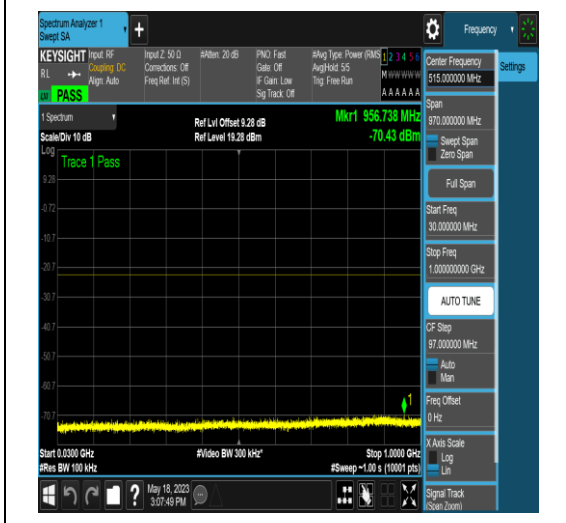 Spectrum Analyzer 1
Swept SA
+
Frequency
KEYSIGHT
RL
PASS
Input: RF
Coupling: DC
Align: Auto
Input Z: 50 Ω
Corrections: Off
Freq Ref: Int (S)
#Atten: 20 dB
PNO: Fast
Gate: Off
IF Gain: Low
Sig Track: Off
#Avg Type: Power (RMS
Avg|Hold: 5/5
Trig: Free Run
1 2 3 4 5 6
M W W W W W
A A A A A A
1 Spectrum
Scale/Div 10 dB
Ref Lvl Offset 9.28 dB
Ref Level 19.28 dBm
Mkr1 956.738 MHz
-70.43 dBm
Log
Trace 1 Pass
9.28
-0.72
-10.7
-20.7
-30.7
-40.7
-50.7
-60.7
-70.7
1
Start 0.0300 GHz
#Res BW 100 kHz
#Video BW 300 kHz*
Stop 1.0000 GHz
#Sweep ~1.00 s (10001 pts)
?
May 18, 2023
3:07:49 PM
Center Frequency
515.000000 MHz
Settings
Span
970.000000 MHz
Swept Span
Zero Span
Full Span
Start Freq
30.000000 MHz
Stop Freq
1.000000000 GHz
AUTO TUNE
CF Step
97.000000 MHz
Auto
Man
Freq Offset
0 Hz
X Axis Scale
Log
Lin
Signal Track
(Span Zoom)